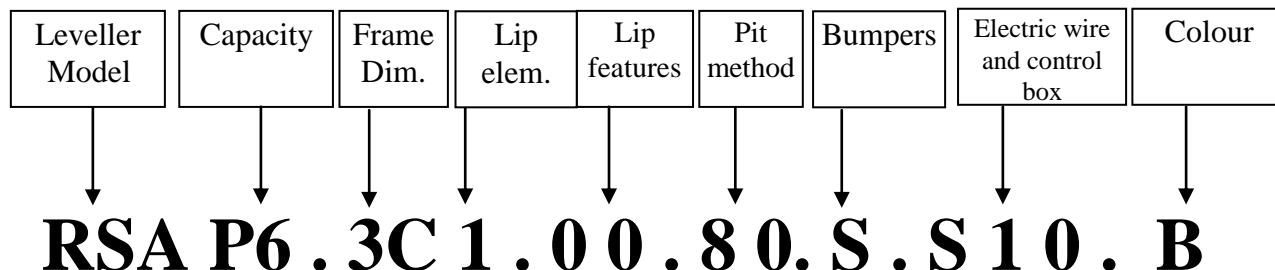 Leveller Model
Capacity
Frame Dim.
Lip elem.
Lip features
Pit method
Bumpers
Electric wire and control box
Colour
RSA P6 . 3C 1 . 0 0 . 8 0. S . S 1 0 . B